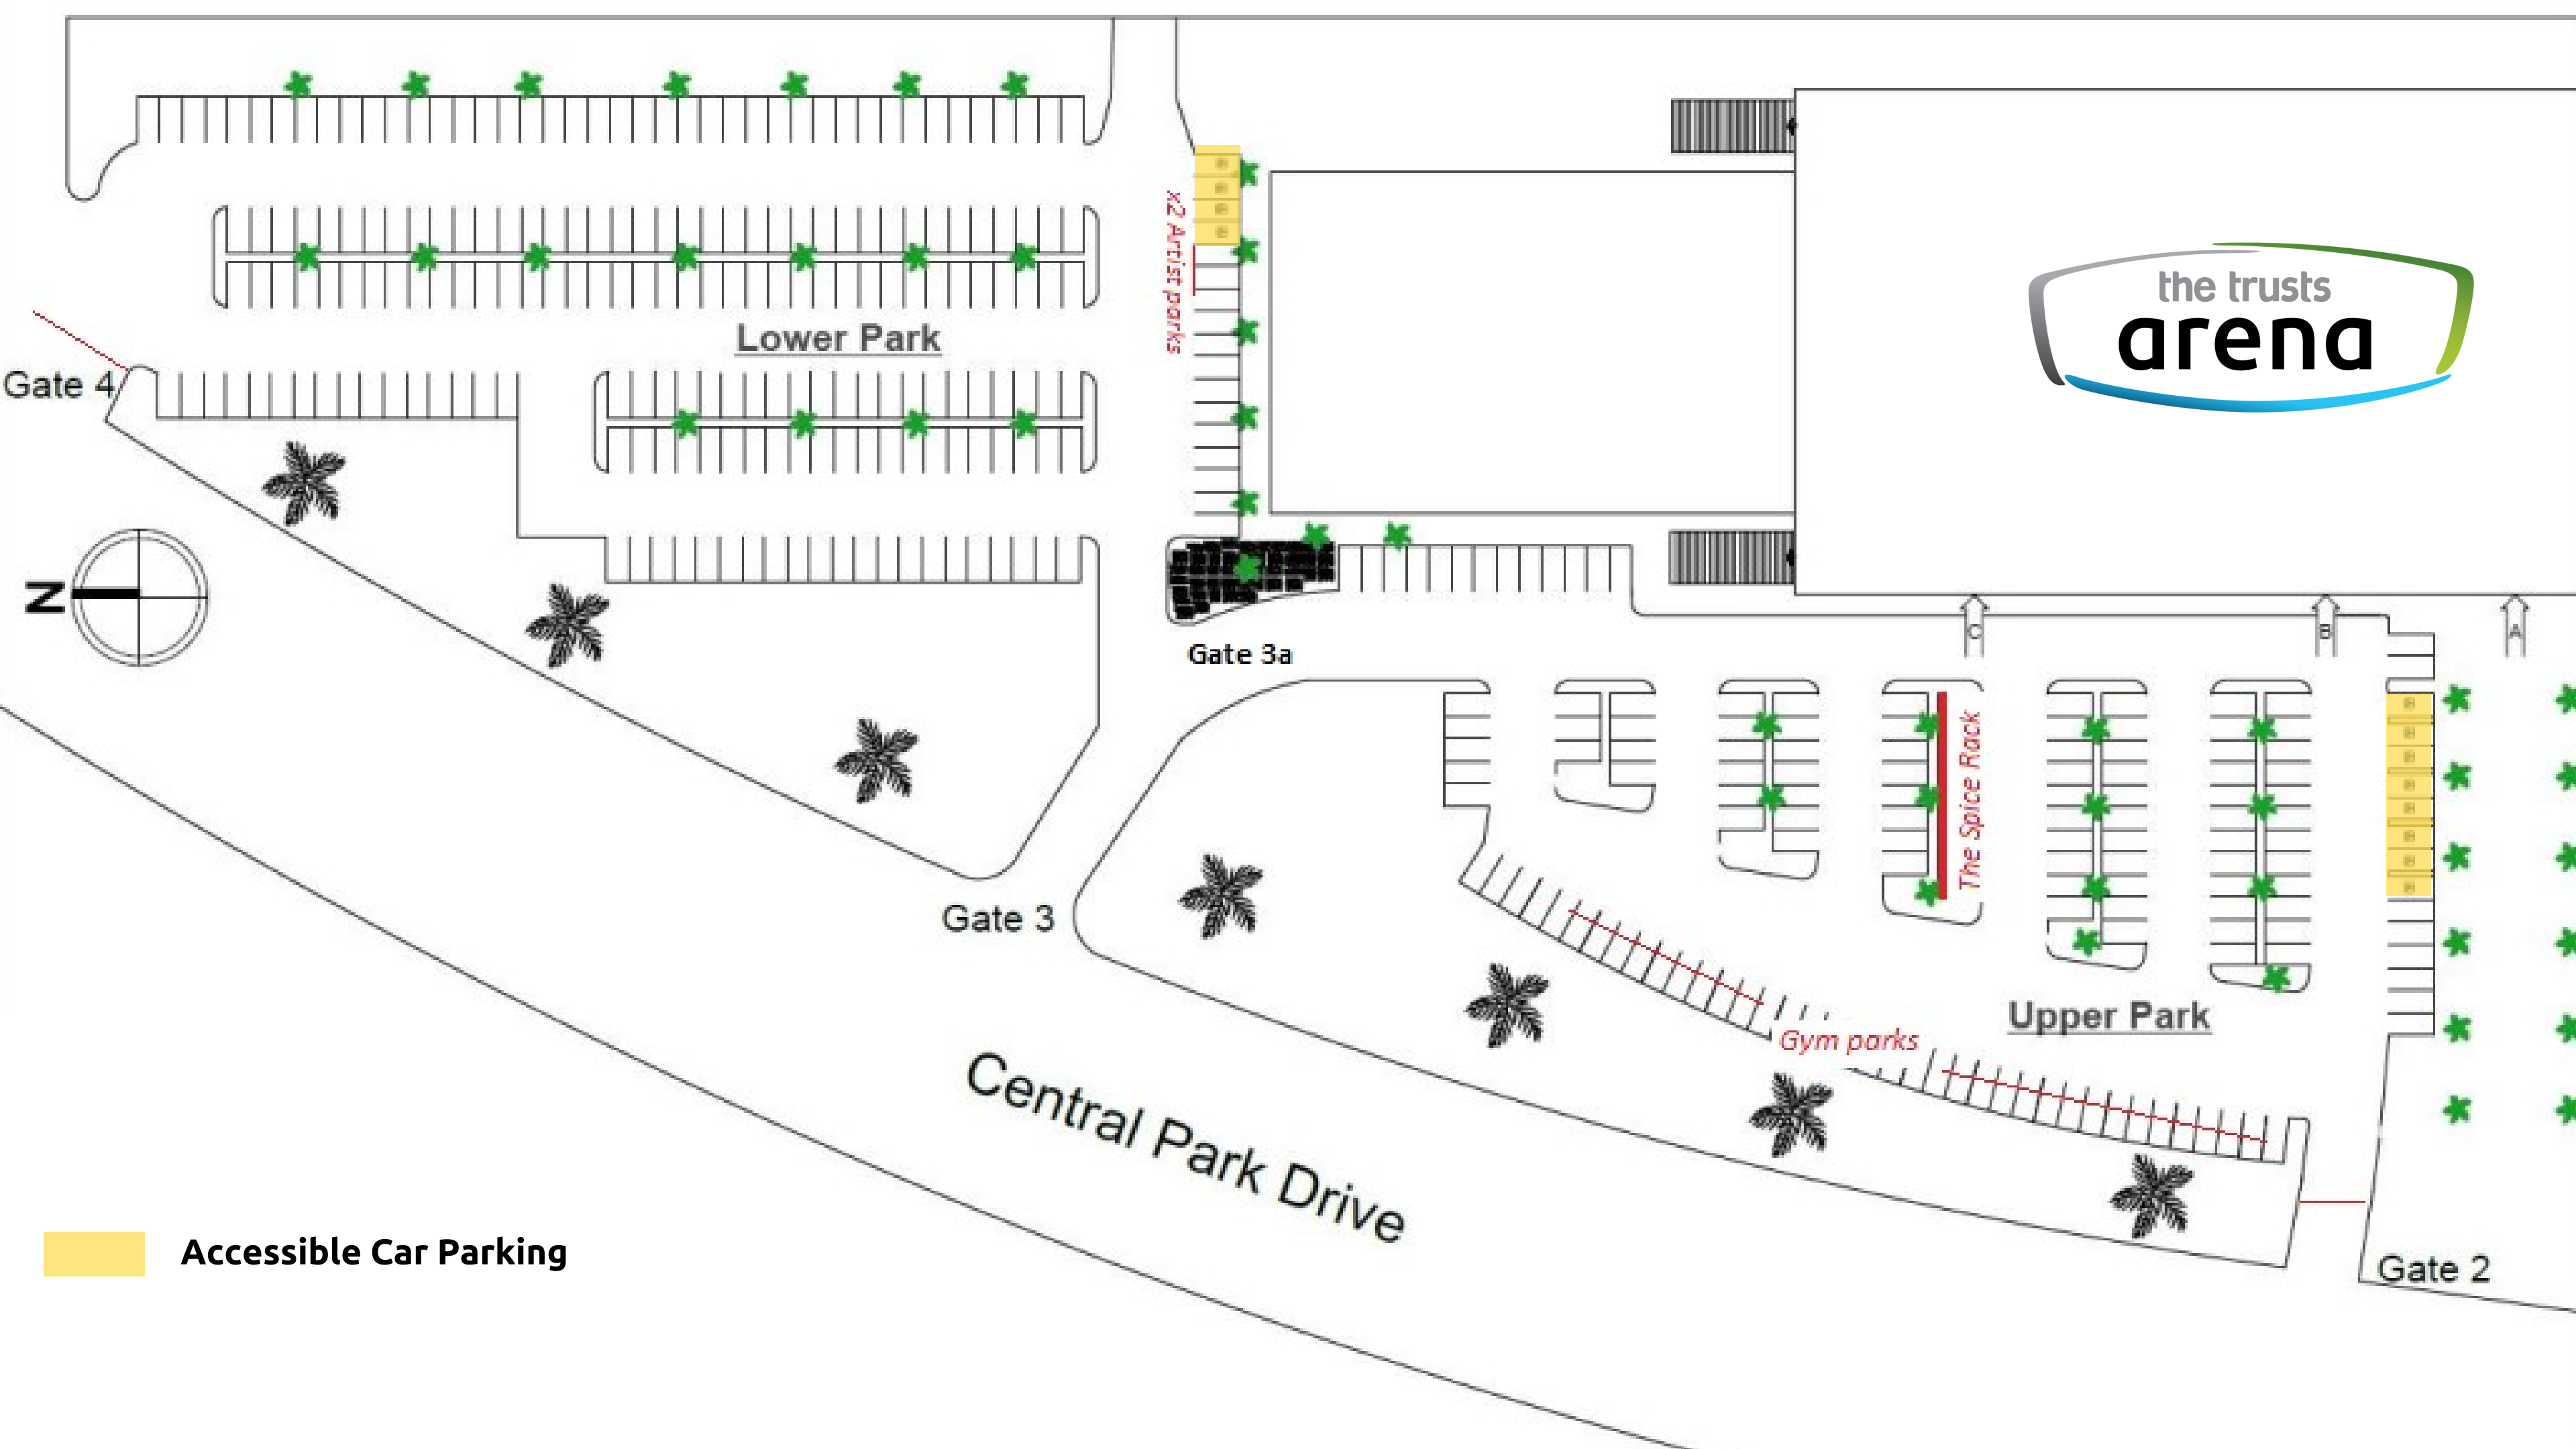 x2 Artist parks
the trusts
arena
Lower Park
Gate 4
N
Gate 3a
C
B
A
The Spice Rack
Gate 3
Upper Park
Gym parks
Central Park Drive
Accessible Car Parking
Gate 2